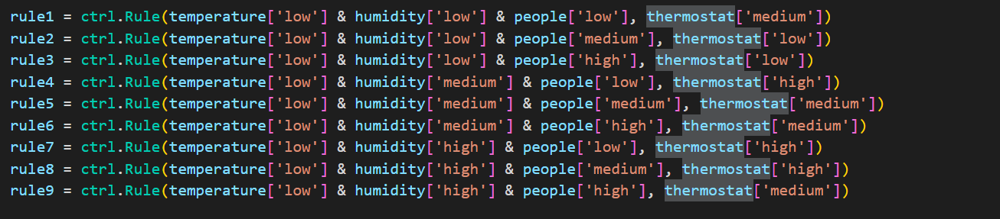 rule1 = ctrl.Rule(temperature['low'] & humidity['low'] & people['low'], thermostat['medium'])
rule2 = ctrl.Rule(temperature['low'] & humidity['low'] & people['medium'], thermostat['low'])
rule3 = ctrl.Rule(temperature['low'] & humidity['low'] & people['high'], thermostat['low'])
rule4 = ctrl.Rule(temperature['low'] & humidity['medium'] & people['low'], thermostat['high'])
rule5 = ctrl.Rule(temperature['low'] & humidity['medium'] & people['medium'], thermostat['medium'])
rule6 = ctrl.Rule(temperature['low'] & humidity['medium'] & people['high'], thermostat['medium'])
rule7 = ctrl.Rule(temperature['low'] & humidity['high'] & people['low'], thermostat['high'])
rule8 = ctrl.Rule(temperature['low'] & humidity['high'] & people['medium'], thermostat['high'])
rule9 = ctrl.Rule(temperature['low'] & humidity['high'] & people['high'], thermostat['medium'])